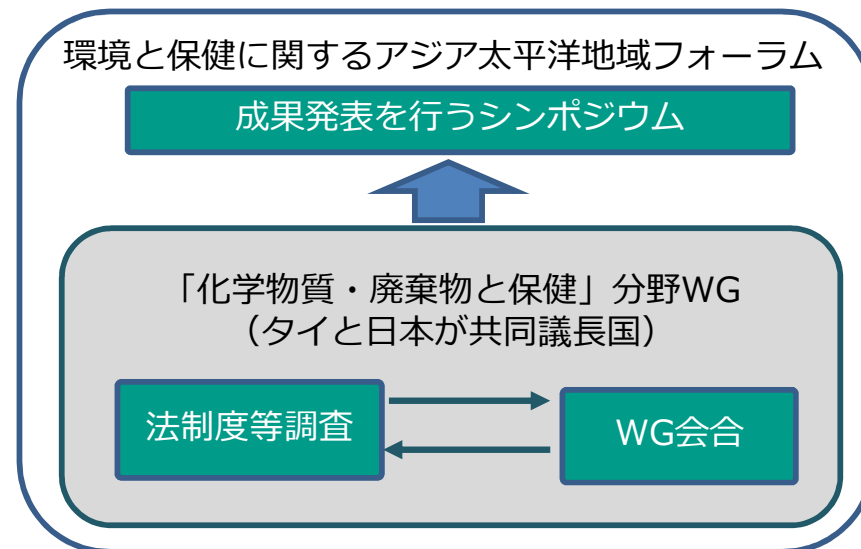 環境と保健に関するアジア太平洋地域フォーラム
成果発表を行うシンポジウム
「化学物質・廃棄物と保健」分野WG
（タイと日本が共同議長国）
法制度等調査
WG会合